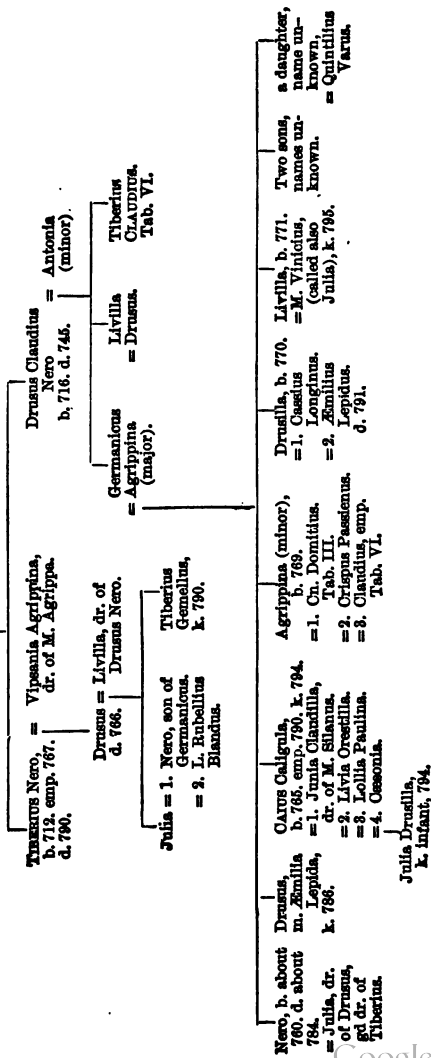 TIBERIUS Nero,
b. 712. emp. 767.
d. 790.
= Vipsania Agrippina,
dr. of M. Agrippa.
Drusus Claudius
Nero
b. 716. d. 745.
= Antonia
(minor).
Drusus = Livilla, dr. of
d. 766. Drusus Nero.
Germanicus
= Agrippina
(major).
Livilla
= Drusus.
Tiberius
CLAUDIUS.
Tab. VI.
Julia = 1. Nero, son of
Germanicus.
= 2. L. Rubellius
Blandus.
Tiberius
Gemellus,
k. 790.
Nero, b. about
760. d. about
784.
= Julia, dr.
of Drusus,
gd dr. of
Tiberius.
Drusus,
m. Æmilia
Lepida,
k. 786.
CAIUS Caligula,
b. 765, emp. 790, k. 794.
=1. Junia Claudilla,
dr. of M. Silanus.
=2. Livia Orestilla.
=3. Lollia Paulina.
=4. Cæsonia.
Julia Drusilla,
k. infant, 794.
Agrippina (minor),
b. 769.
=1. Cn. Domitius.
Tab. III.
=2. Crispus Passienus.
=3. Claudius, emp.
Tab. VI.
Drusilla, b. 770.
=1. Cassius
Longinus.
=2. Æmilius
Lepidus.
d. 791.
Livilla, b. 771.
=M. Vinicius,
(called also
Julia), k. 795.
Two sons,
names un-
known.
a daughter,
name un-
known,
= Quintilius
Varus.
Google